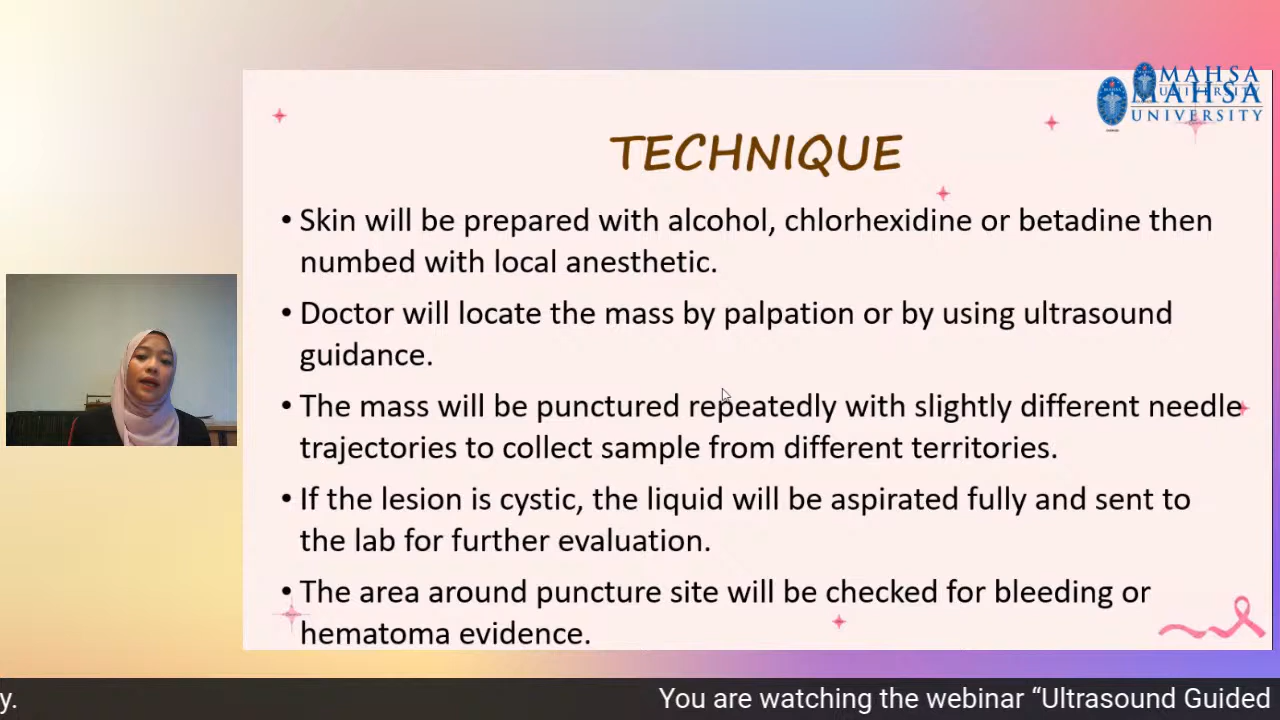 MAHSA
UNIVERSITY
MAHSA
UNIVERSITY
TECHNIQUE
• Skin will be prepared with alcohol, chlorhexidine or betadine then
numbed with local anesthetic.
• Doctor will locate the mass by palpation or by using ultrasound
guidance.
• The mass will be punctured repeatedly with slightly different needle
trajectories to collect sample from different territories.
• If the lesion is cystic, the liquid will be aspirated fully and sent to
the lab for further evaluation.
• The area around puncture site will be checked for bleeding or
hematoma evidence.
y. You are watching the webinar “Ultrasound Guided